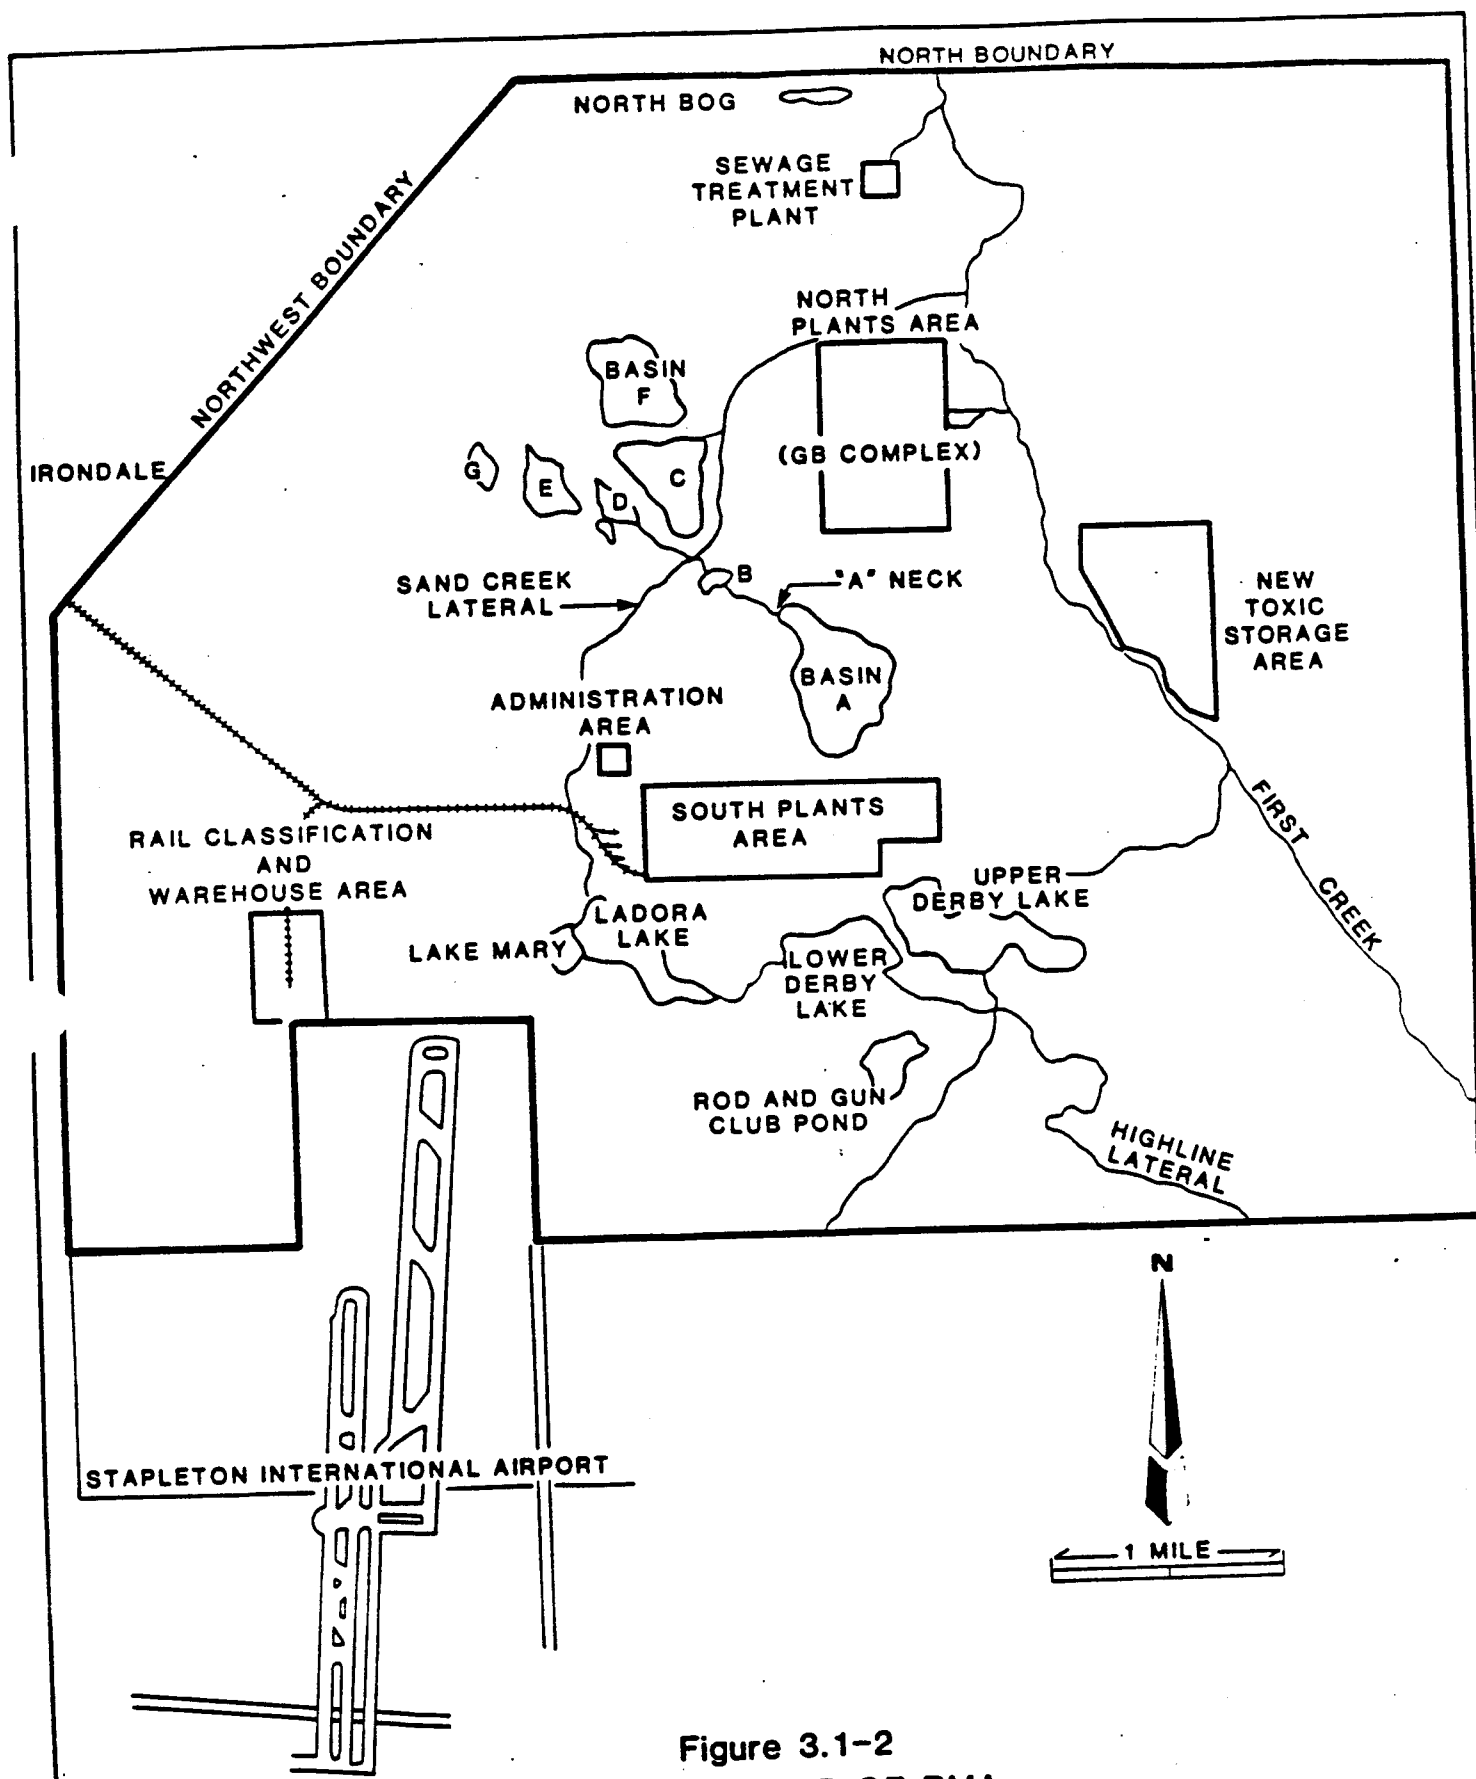 NORTH BOUNDARY
NORTH BOG
SEWAGE
TREATMENT
PLANT
NORTHWEST BOUNDARY
NORTH
PLANTS AREA
BASIN
F
(GB COMPLEX)
IRONDALE
G
E
D
C
B
"A" NECK
SAND CREEK
LATERAL
NEW
TOXIC
STORAGE
AREA
BASIN
A
ADMINISTRATION
AREA
SOUTH PLANTS
AREA
RAIL CLASSIFICATION
AND
WAREHOUSE AREA
FIRST
CREEK
UPPER
DERBY LAKE
LADORA
LAKE
LAKE MARY
LOWER
DERBY
LAKE
ROD AND GUN
CLUB POND
HIGHLINE
LATERAL
N
STAPLETON INTERNATIONAL AIRPORT
1 MILE
Figure 3.1-2